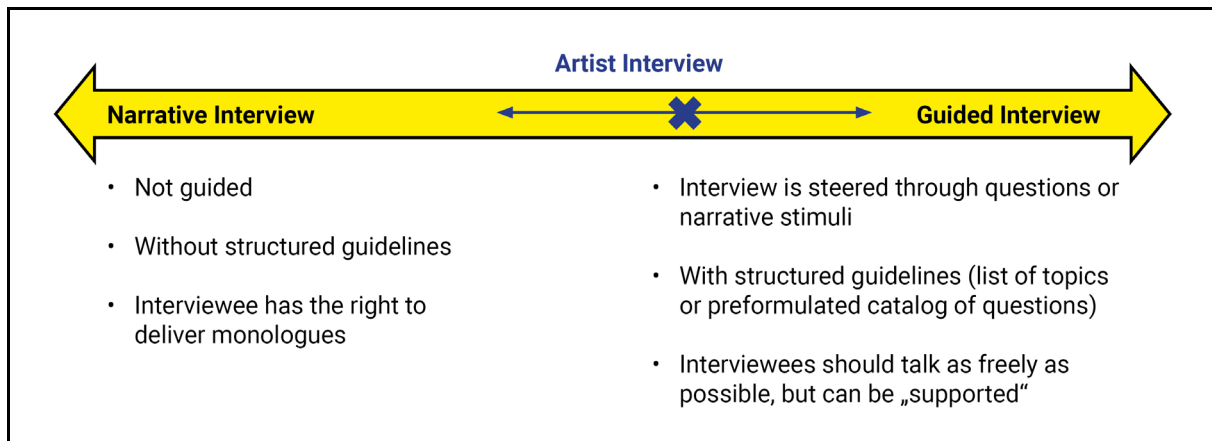 Artist Interview
Narrative Interview
Guided Interview
• Not guided
• Without structured guidelines
• Interviewee has the right to
deliver monologues
• Interview is steered through questions or
narrative stimuli
• With structured guidelines (list of topics
or preformulated catalog of questions)
• Interviewees should talk as freely as
possible, but can be „supported“